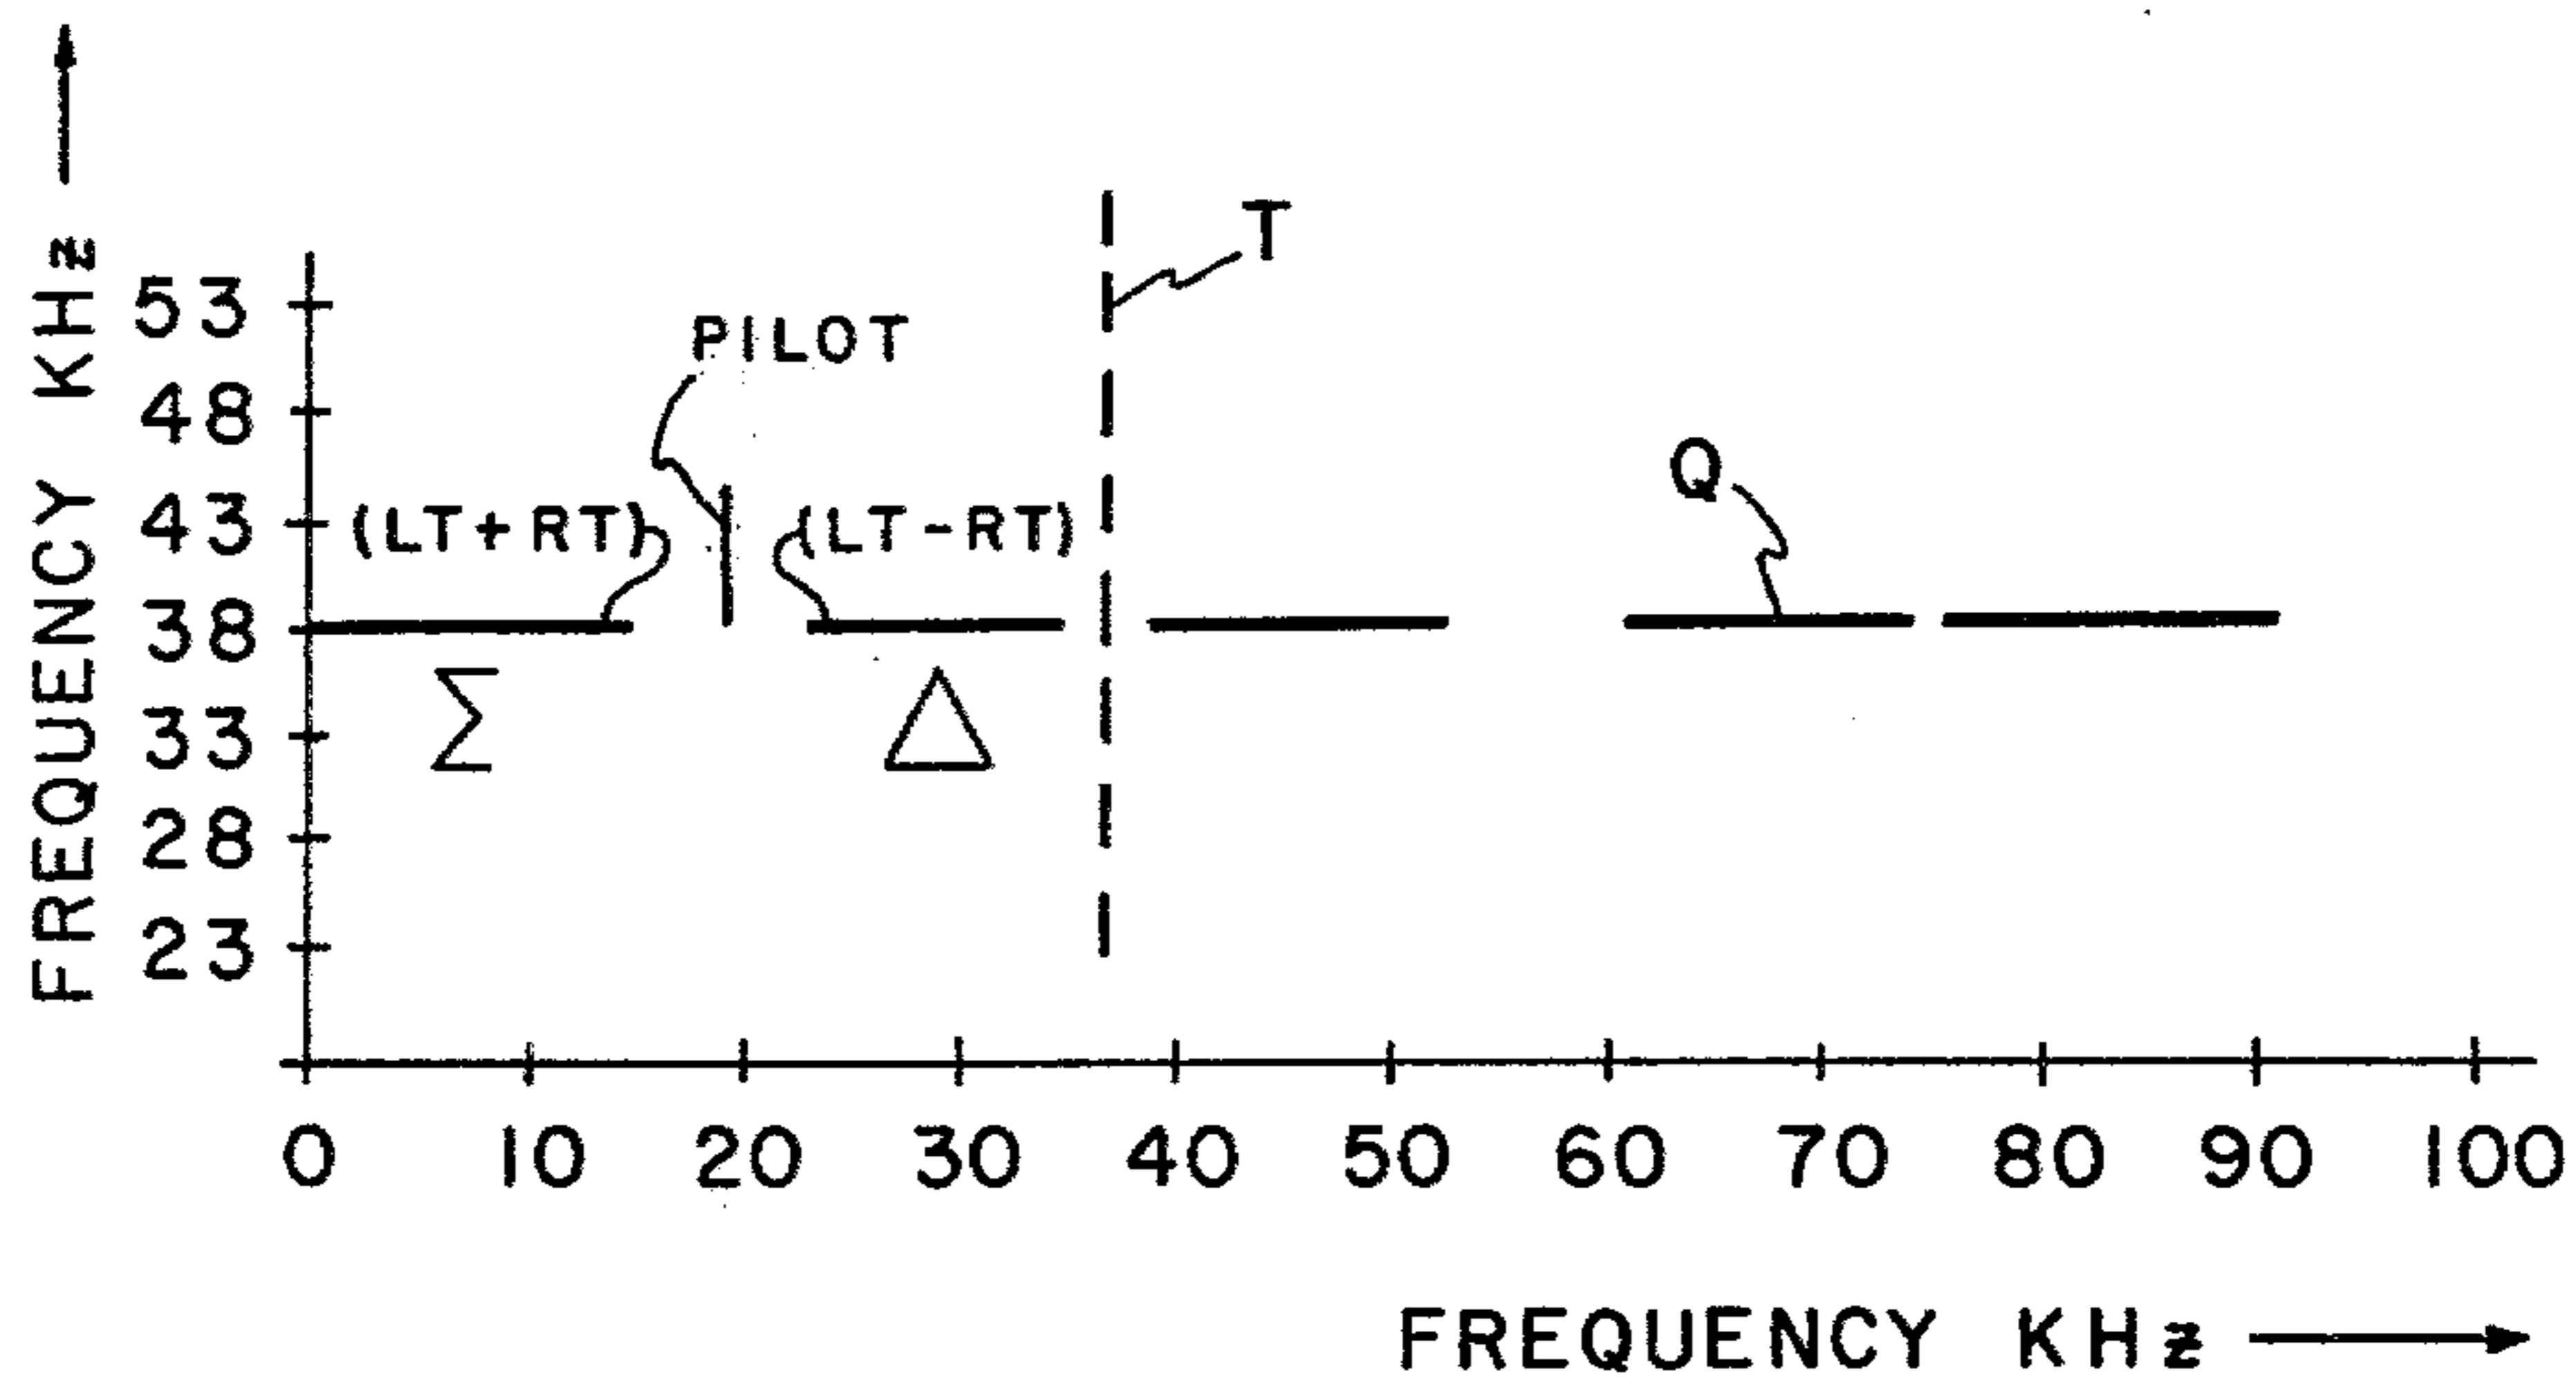 FREQUENCY KHz
53
48
43
38
33
28
23
T
PILOT
Q
(LT+RT)
(LT-RT)
Σ
Δ
0 10 20 30 40 50 60 70 80 90 100
FREQUENCY KHz